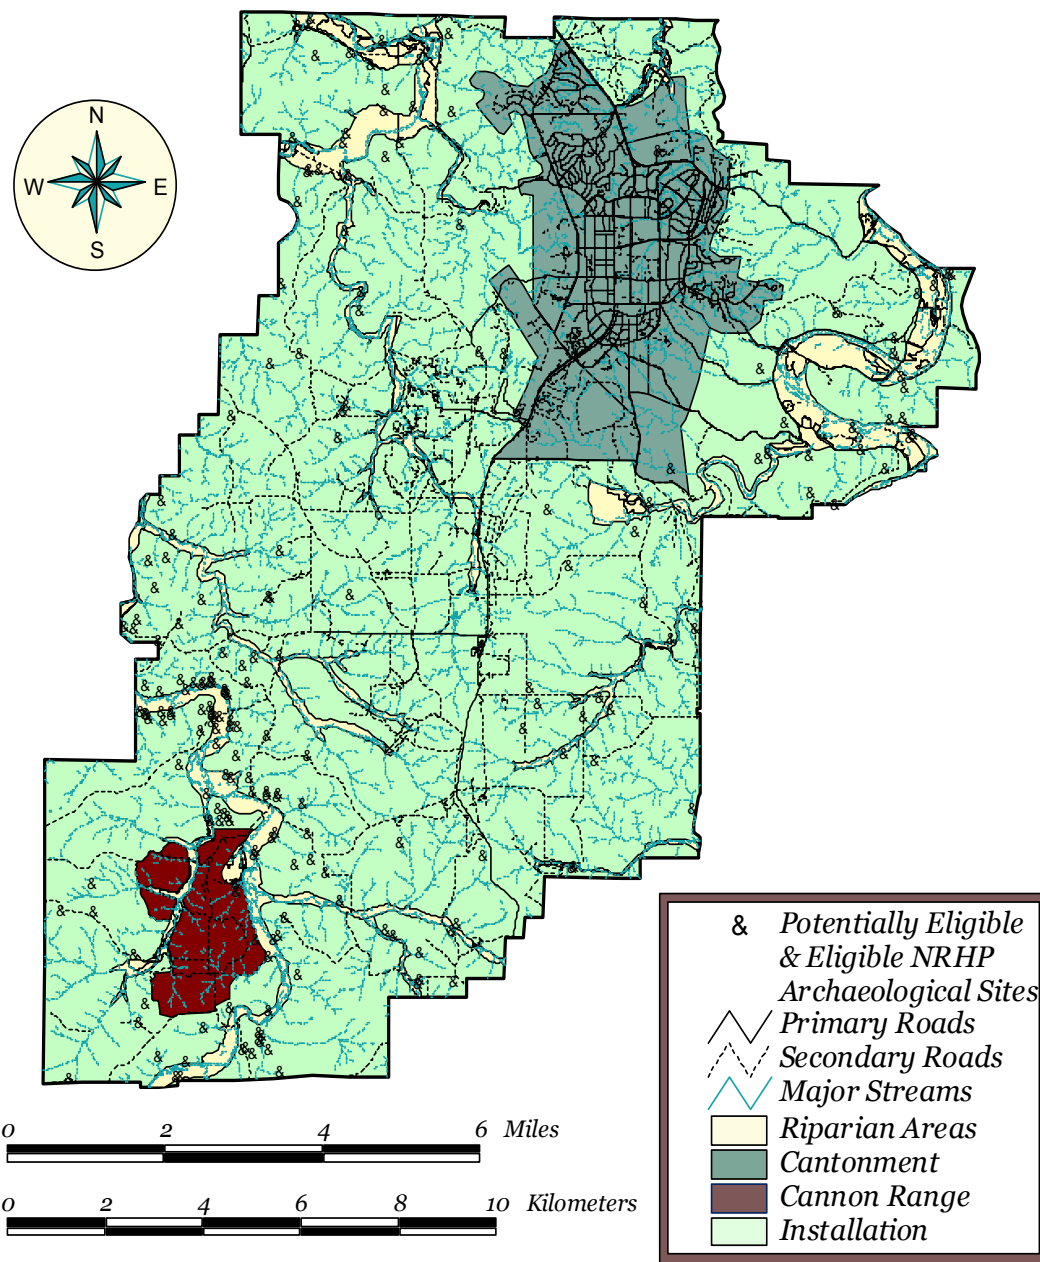 N
W E
S
& Potentially Eligible
& Eligible NRHP
Archaeological Sites
Primary Roads
Secondary Roads
Major Streams
Riparian Areas
Cantonment
Cannon Range
Installation
0 2 4 6 Miles
0 2 4 6 8 10 Kilometers